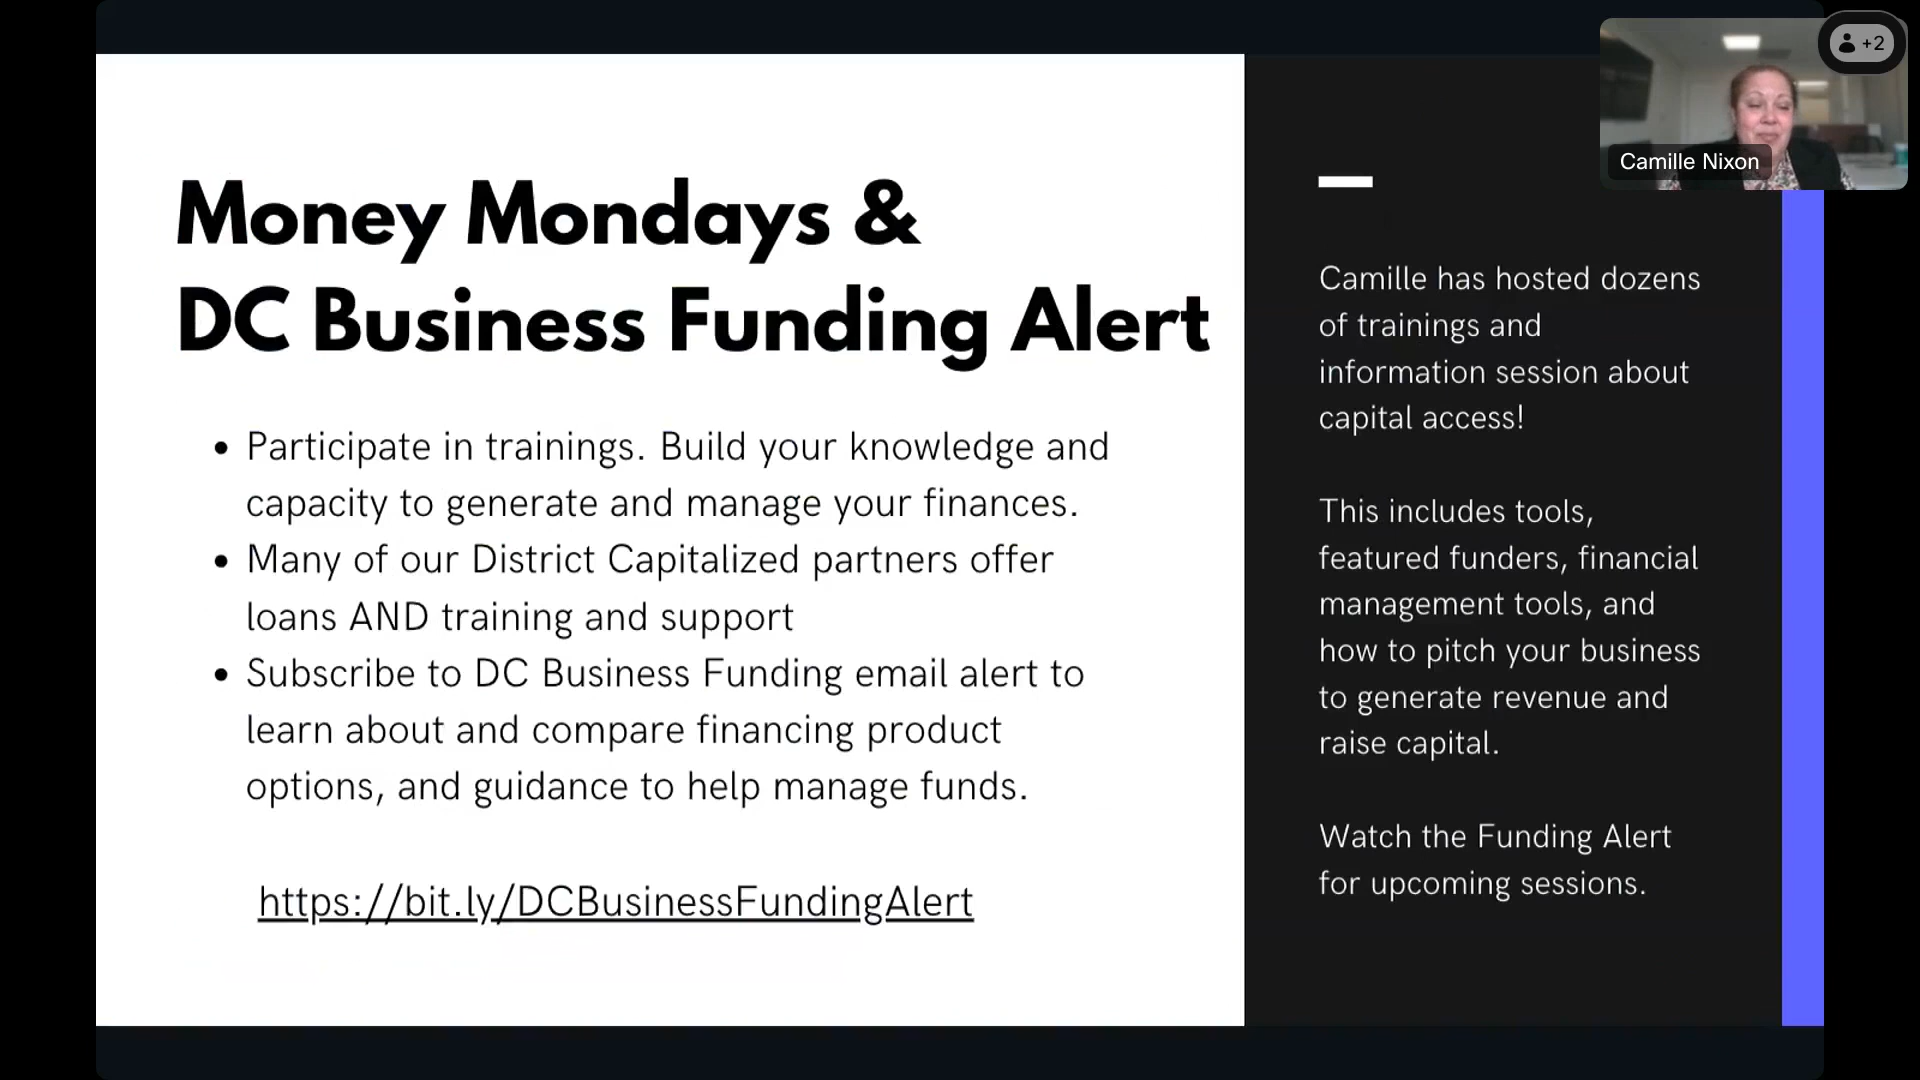 Money Mondays &
DC Business Funding Alert
• Participate in trainings. Build your knowledge and
capacity to generate and manage your finances.
• Many of our District Capitalized partners offer
loans AND training and support
• Subscribe to DC Business Funding email alert to
learn about and compare financing product
options, and guidance to help manage funds.
https://bit.ly/DCBusinessFundingAlert
+2
Camille Nixon
Camille has hosted dozens
of trainings and
information session about
capital access!
This includes tools,
featured funders, financial
management tools, and
how to pitch your business
to generate revenue and
raise capital.
Watch the Funding Alert
for upcoming sessions.